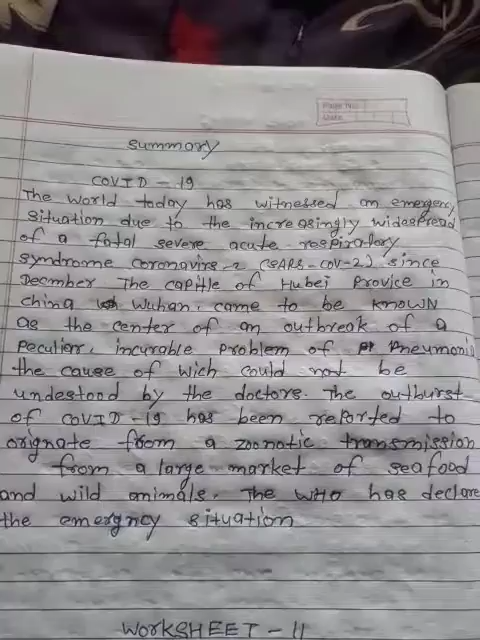 Page No.
Date
Summary
COVID - 19
The World today has witnessed an emergency
situation due to the increasingly widespread
of a fatal severe acute respiratory
syndrome coronavirs-2 (SARS-COV-2) since
December The capitle of Hubei Provice in
china Wuhan. came to be KNOWN
as the center of an outbreak of a
Peculier, incurable problem of Pneumoni
the cause of wich could not be
undestood by the doctors. The outburst
of COVID-19 has been reported to
orignate from a zoonotic transmission
from a large market of seafood
and wild animals. The WHO has declare
the emergncy situation
WORKSHEET - 11